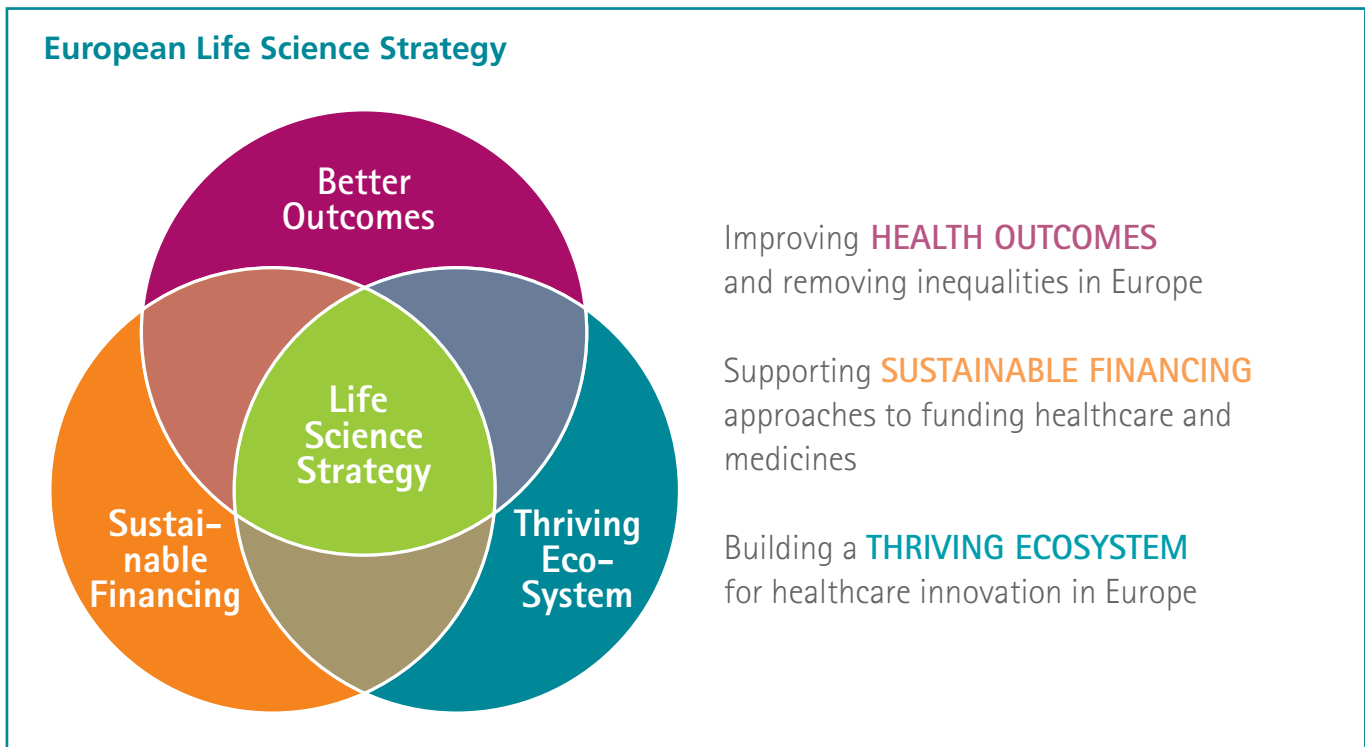 European Life Science Strategy
Better
Outcomes
Life
Science
Strategy
Sustai-
nable
Financing
Thriving
Eco-
System
Improving HEALTH OUTCOMES
and removing inequalities in Europe
Supporting SUSTAINABLE FINANCING
approaches to funding healthcare and
medicines
Building a THRIVING ECOSYSTEM
for healthcare innovation in Europe